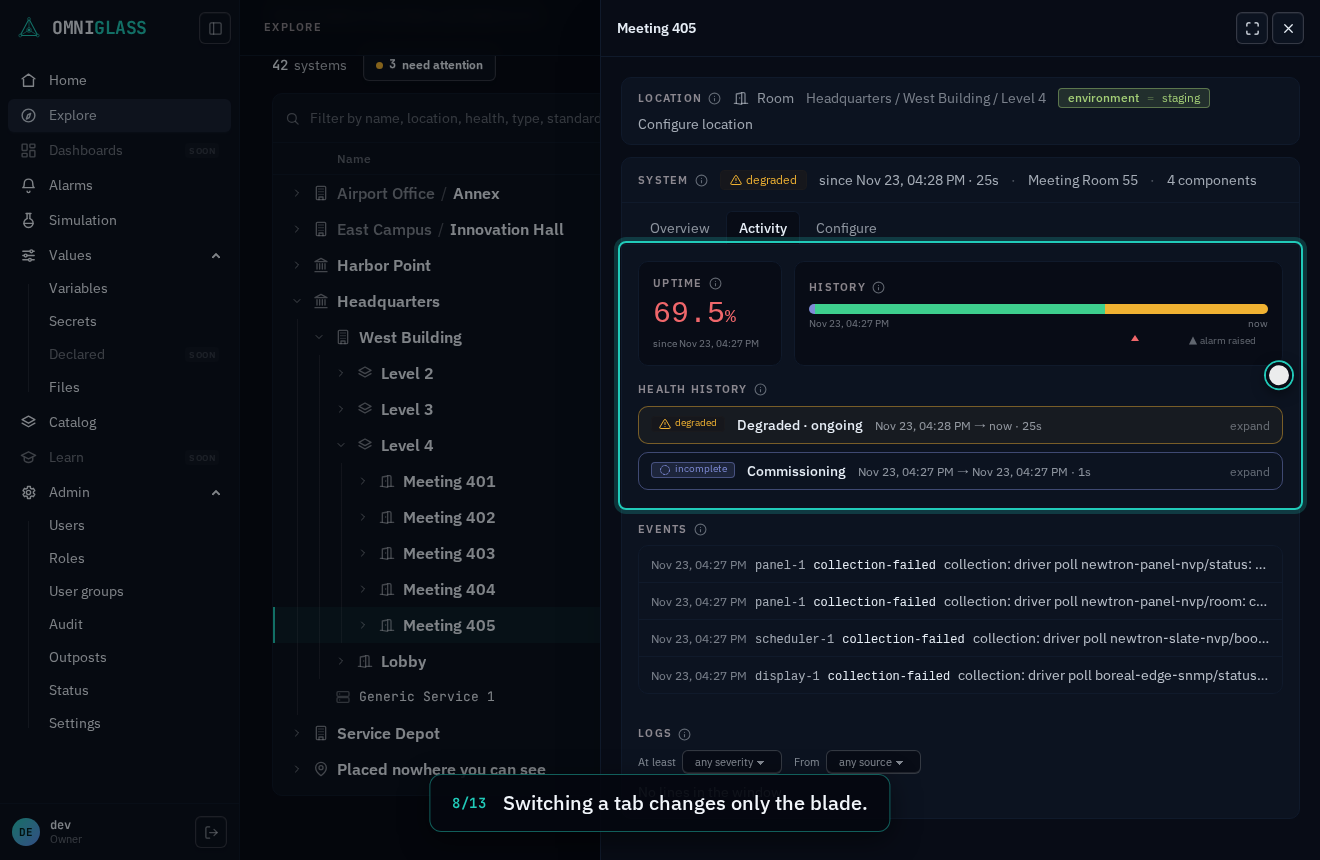 OMNIGLASS
Home
Explore
Dashboards SOON
Alarms
Simulation
Values
Variables
Secrets
Declared SOON
Files
Catalog
Learn SOON
Admin
Users
Roles
User groups
Audit
Outposts
Status
Settings
DE dev
Owner
EXPLORE
42 systems 3 need attention
Filter by name, location, health, type, standard
Name
Airport Office / Annex
East Campus / Innovation Hall
Harbor Point
Headquarters
West Building
Level 2
Level 3
Level 4
Meeting 401
Meeting 402
Meeting 403
Meeting 404
Meeting 405
Lobby
Generic Service 1
Service Depot
Placed nowhere you can see
Meeting 405
LOCATION Room Headquarters / West Building / Level 4 environment = staging
Configure location
SYSTEM degraded since Nov 23, 04:28 PM · 25s · Meeting Room 55 · 4 components
Overview Activity Configure
UPTIME
69.5%
since Nov 23, 04:27 PM
HISTORY
Nov 23, 04:27 PM now
▲ alarm raised
HEALTH HISTORY
degraded Degraded · ongoing Nov 23, 04:28 PM → now · 25s expand
incomplete Commissioning Nov 23, 04:27 PM → Nov 23, 04:27 PM · 1s expand
EVENTS
Nov 23, 04:27 PM panel-1 collection-failed collection: driver poll newtron-panel-nvp/status: ...
Nov 23, 04:27 PM panel-1 collection-failed collection: driver poll newtron-panel-nvp/room: c...
Nov 23, 04:27 PM scheduler-1 collection-failed collection: driver poll newtron-slate-nvp/boo...
Nov 23, 04:27 PM display-1 collection-failed collection: driver poll boreal-edge-snmp/status...
LOGS
At least any severity From any source
No lines in the window
8/13 Switching a tab changes only the blade.